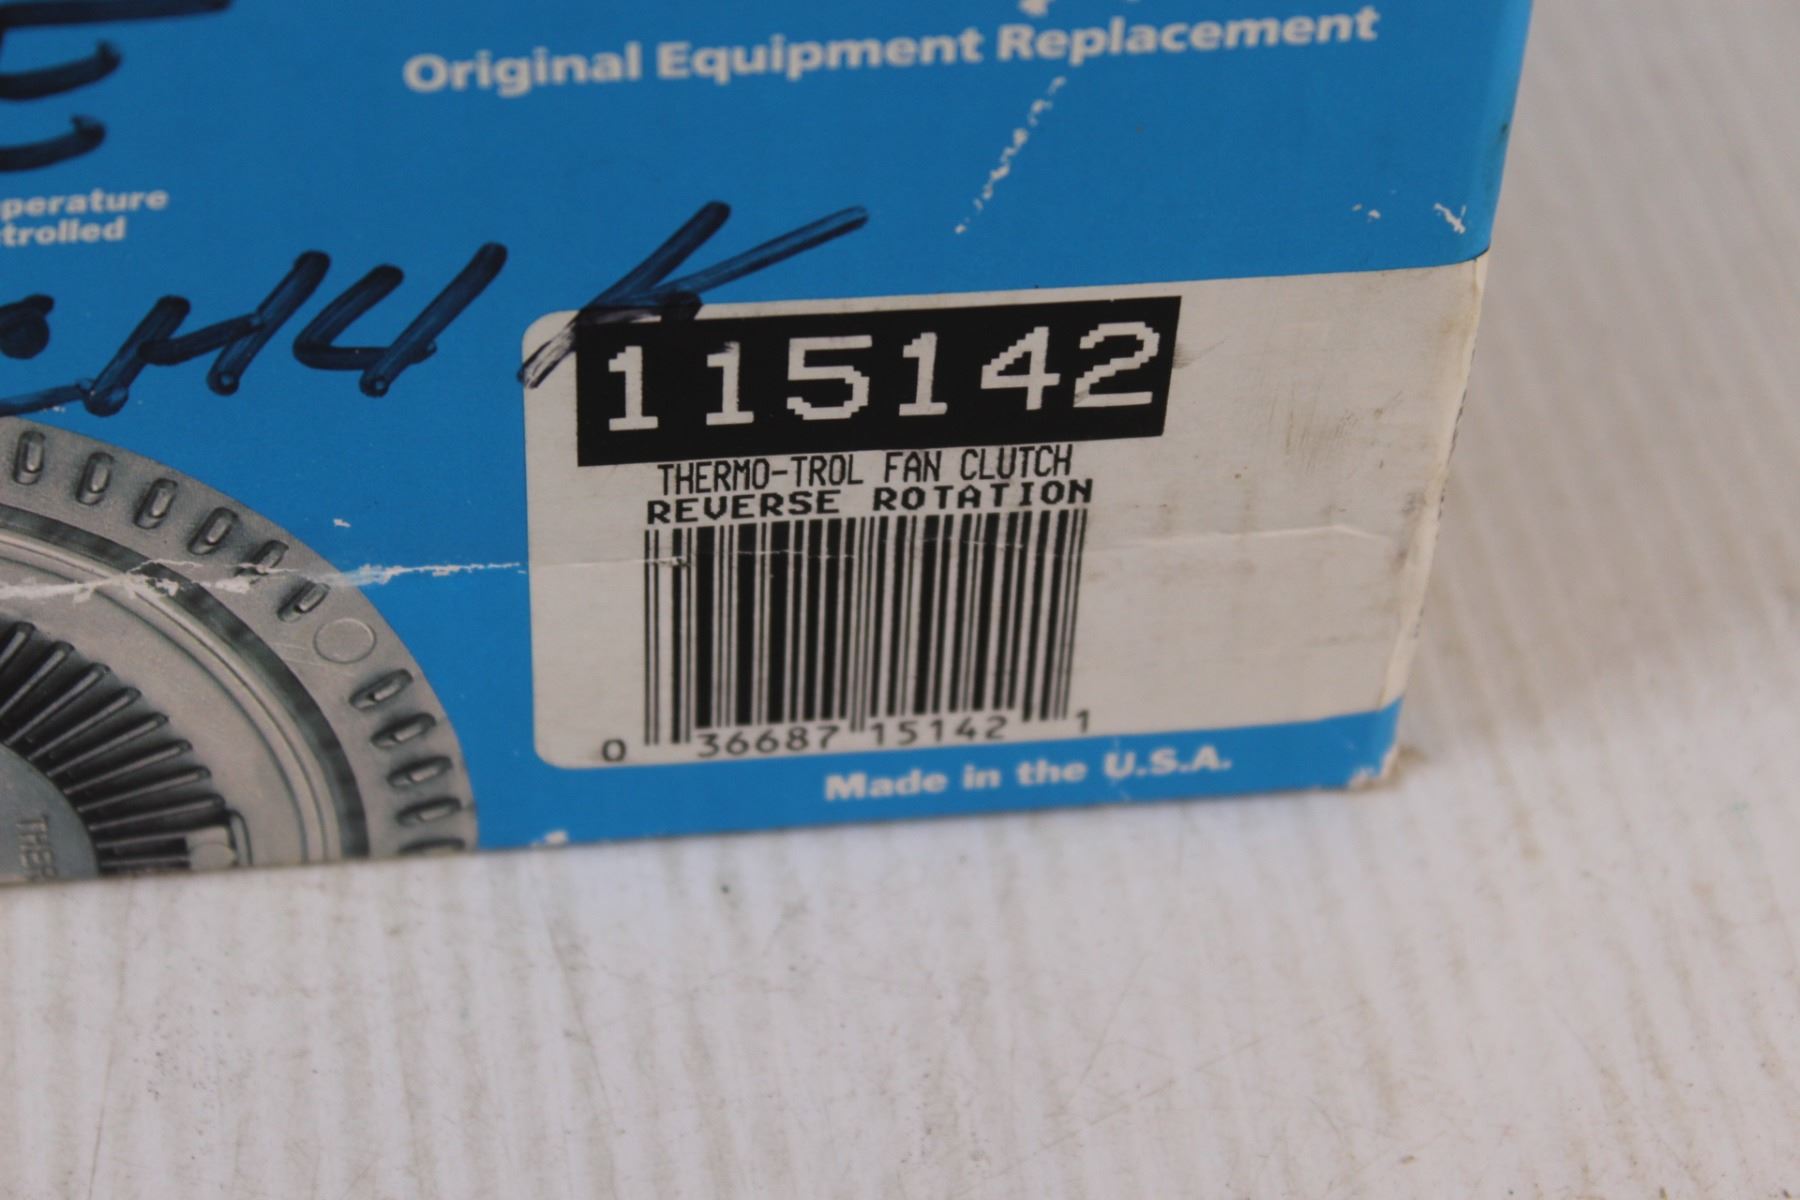 Original Equipment Replacement
perature
trolled
115142
THERMO-TROL FAN CLUTCH
REVERSE ROTATION
0 36687 15142 1
Made in the U.S.A.
THER